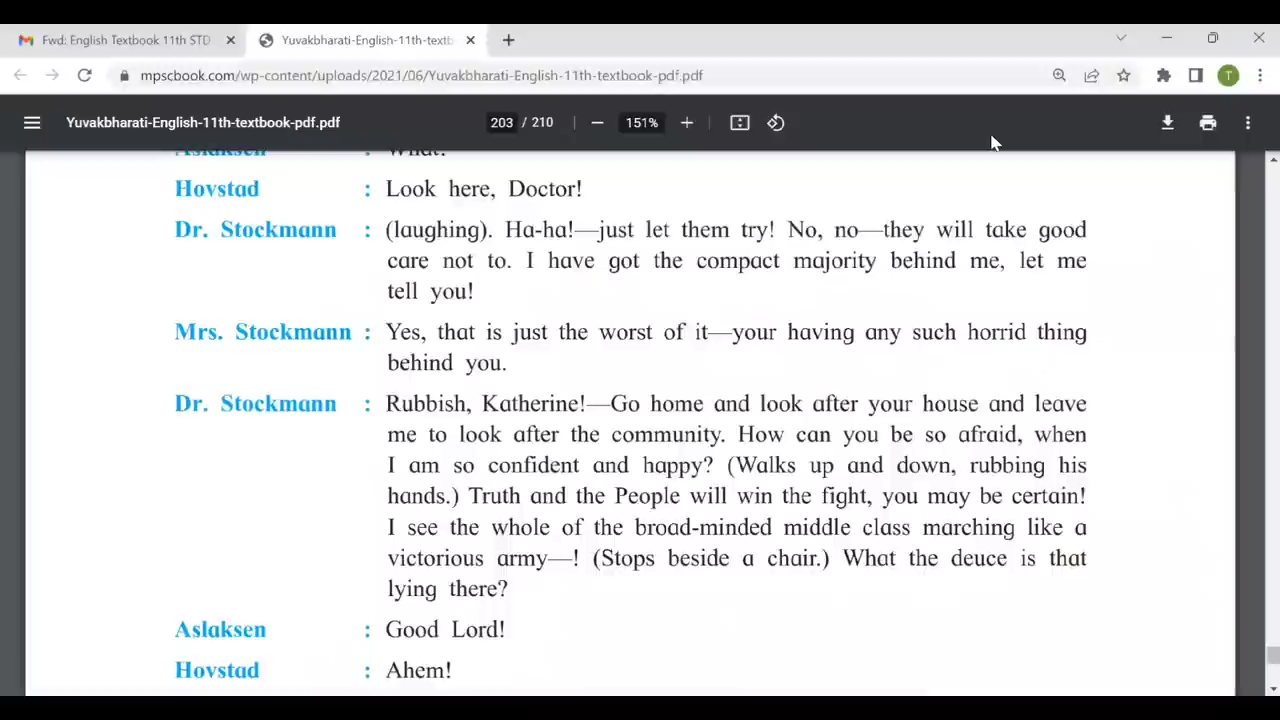 Fwd: English Textbook 11th STD
Yuvakbharati-English-11th-textb
mpscbook.com/wp-content/uploads/2021/06/Yuvakbharati-English-11th-textbook-pdf.pdf
T
Yuvakbharati-English-11th-textbook-pdf.pdf
203 / 210
151%
Aslaksen : What!
Hovstad : Look here, Doctor!
Dr. Stockmann : (laughing). Ha-ha!—just let them try! No, no—they will take good
care not to. I have got the compact majority behind me, let me
tell you!
Mrs. Stockmann : Yes, that is just the worst of it—your having any such horrid thing
behind you.
Dr. Stockmann : Rubbish, Katherine!—Go home and look after your house and leave
me to look after the community. How can you be so afraid, when
I am so confident and happy? (Walks up and down, rubbing his
hands.) Truth and the People will win the fight, you may be certain!
I see the whole of the broad-minded middle class marching like a
victorious army—! (Stops beside a chair.) What the deuce is that
lying there?
Aslaksen : Good Lord!
Hovstad : Ahem!